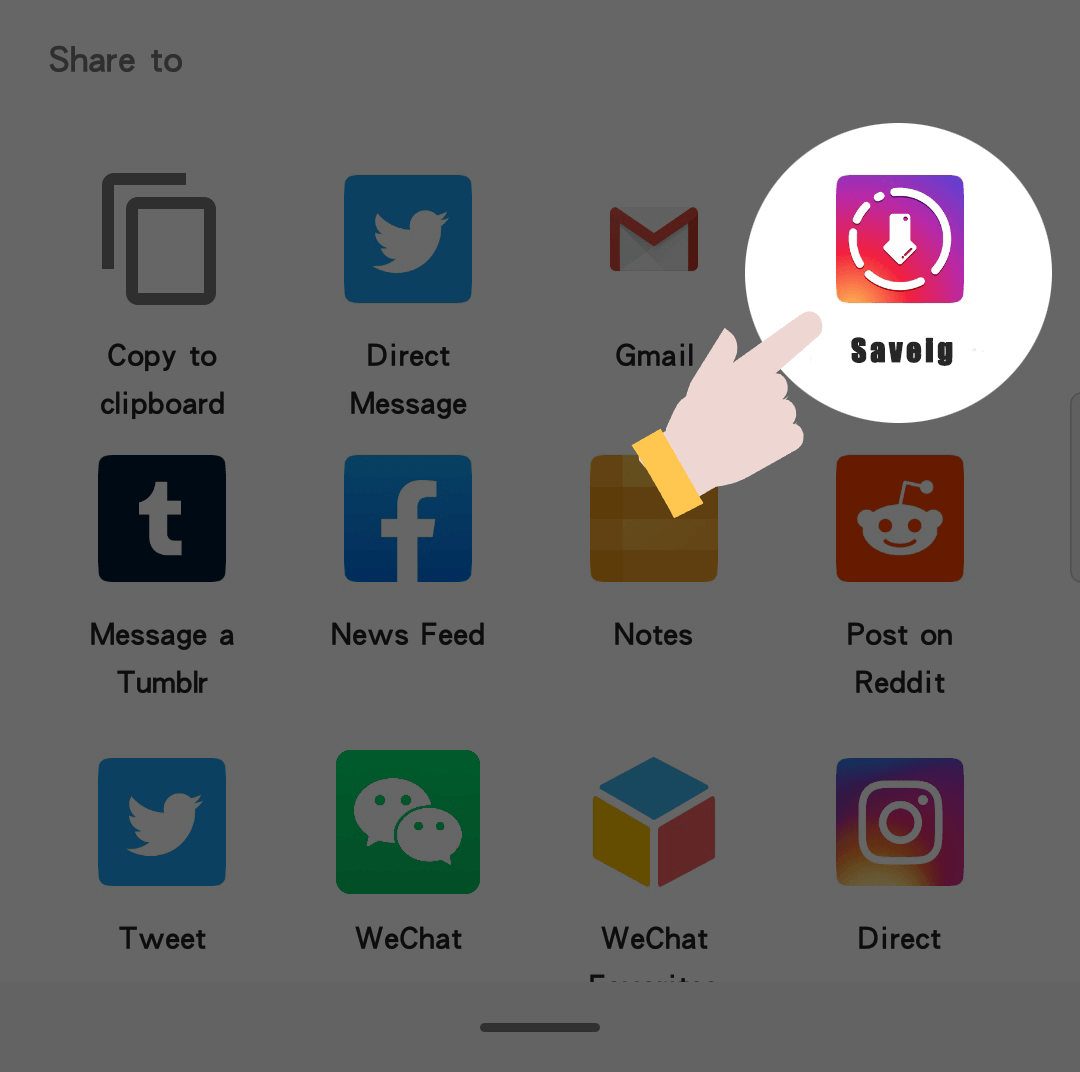 Share to
Copy to
clipboard
Direct
Message
Gmail
SaveIg
Message a
Tumblr
News Feed
Notes
Post on
Reddit
Tweet
WeChat
WeChat
Direct